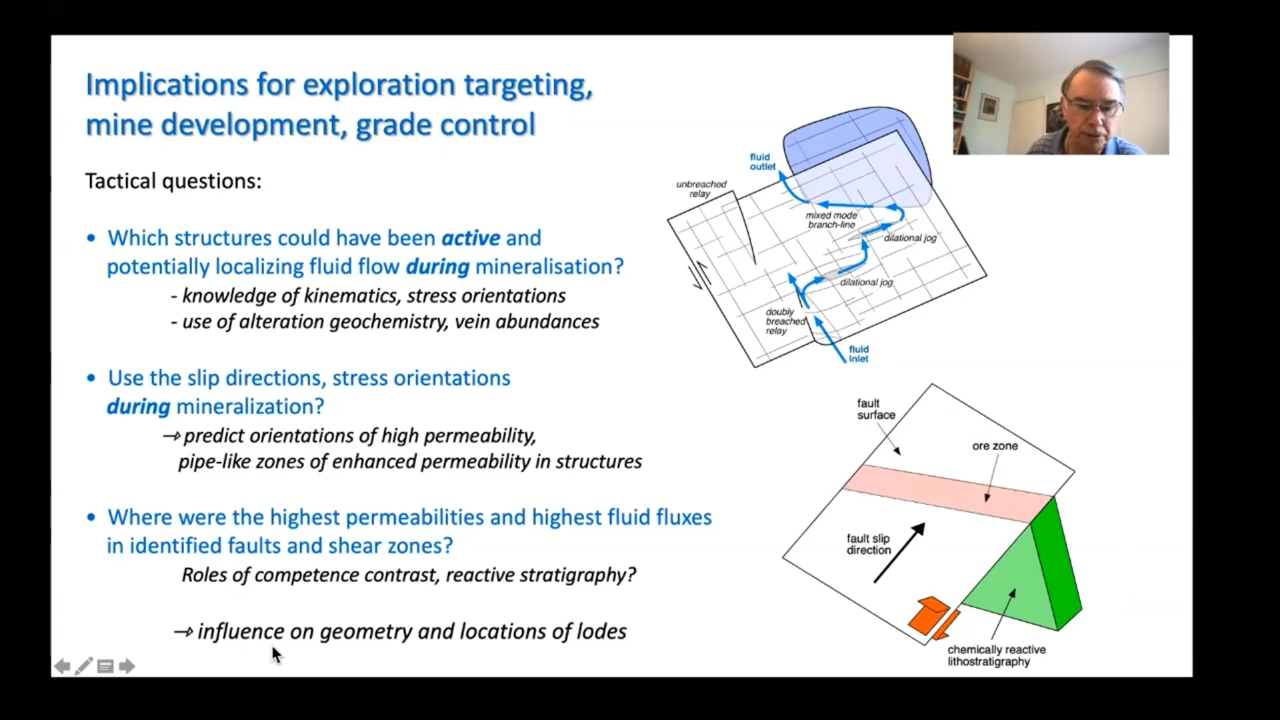 Implications for exploration targeting,
mine development, grade control
Tactical questions:
• Which structures could have been active and
potentially localizing fluid flow during mineralisation?
- knowledge of kinematics, stress orientations
- use of alteration geochemistry, vein abundances
• Use the slip directions, stress orientations
during mineralization?
→ predict orientations of high permeability,
pipe-like zones of enhanced permeability in structures
• Where were the highest permeabilities and highest fluid fluxes
in identified faults and shear zones?
Roles of competence contrast, reactive stratigraphy?
→ influence on geometry and locations of lodes
fluid
outlet
unbreached
relay
mixed mode
branch-line
dilational jog
dilational jog
doubly
breached
relay
fluid
inlet
fault
surface
ore zone
fault slip
direction
chemically reactive
lithostratigraphy